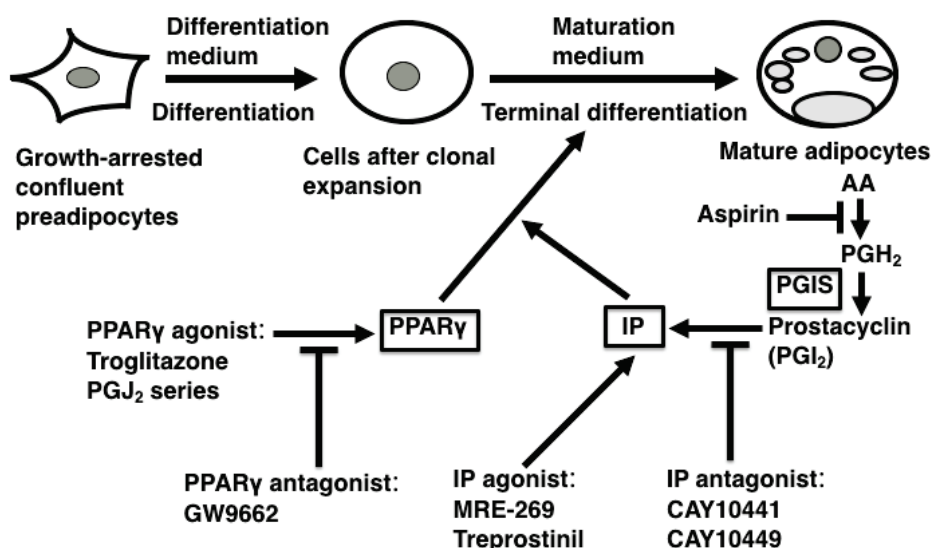 Differentiation
medium
Differentiation
Maturation
medium
Terminal differentiation
Growth-arrested
confluent
preadipocytes
Cells after clonal
expansion
Mature adipocytes
AA
Aspirin
PGH₂
PGIS
PPARγ agonist:
Troglitazone
PGJ₂ series
PPARγ
IP
Prostacyclin
(PGI₂)
PPARγ antagonist:
GW9662
IP agonist:
MRE-269
Treprostinil
IP antagonist:
CAY10441
CAY10449